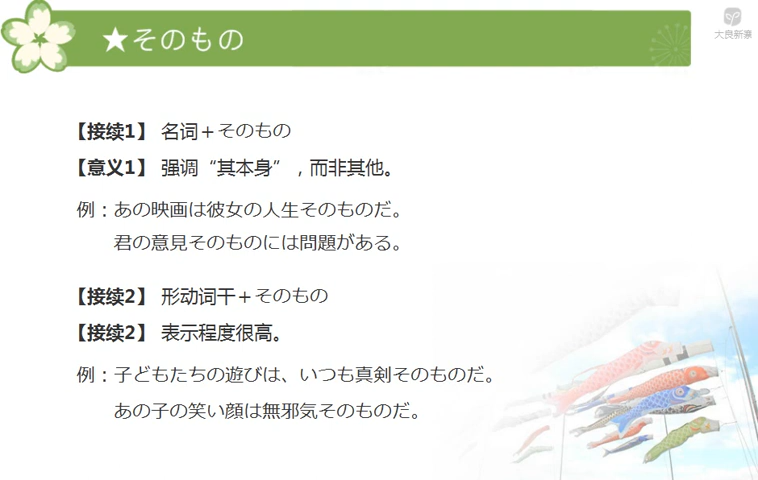 ★そのもの
大良新濠
【接续1】 名词＋そのもの
【意义1】 强调“其本身”，而非其他。
例：あの映画は彼女の人生そのものだ。
君の意見そのものには問題がある。
【接续2】 形动词干＋そのもの
【接续2】 表示程度很高。
例：子どもたちの遊びは、いつも真剣そのものだ。
あの子の笑い顔は無邪気そのものだ。